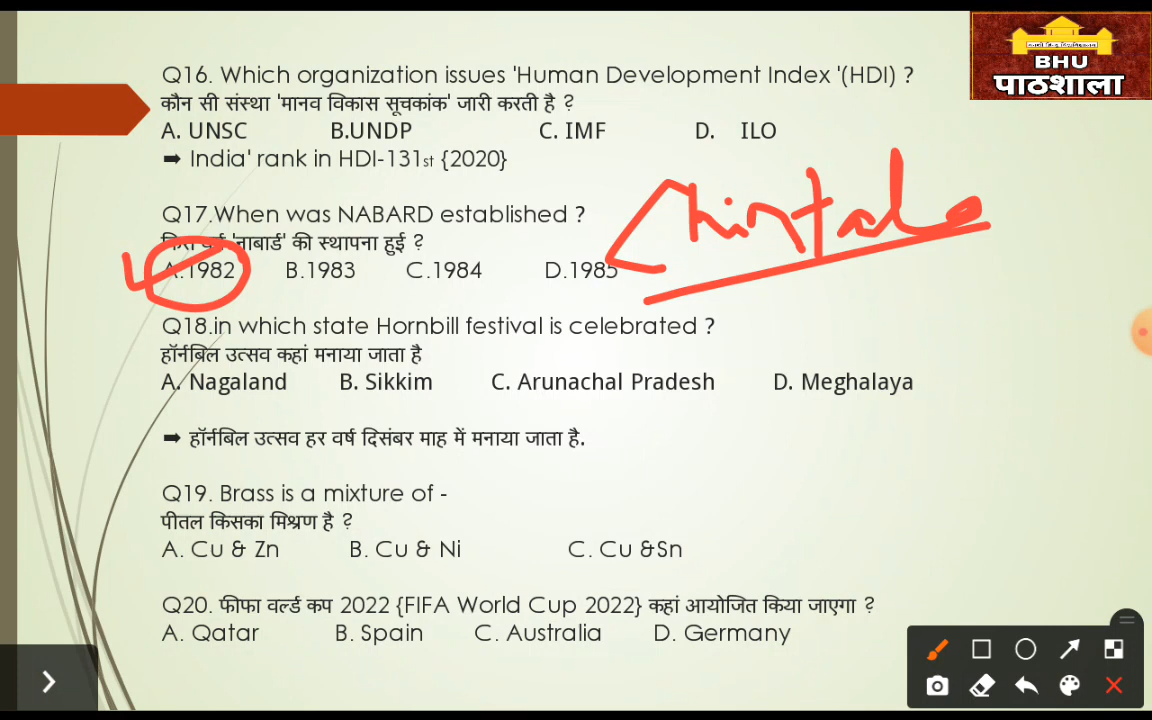 BHU
पाठशाला
Q16. Which organization issues 'Human Development Index '(HDI) ?
कौन सी संस्था 'मानव विकास सूचकांक' जारी करती है ?
A. UNSC B.UNDP C. IMF D. ILO
➡ India' rank in HDI-131st {2020}
Q17.When was NABARD established ?
किस वर्ष 'नाबार्ड' की स्थापना हुई ?
A.1982 B.1983 C.1984 D.1985
Q18.in which state Hornbill festival is celebrated ?
हॉर्नबिल उत्सव कहां मनाया जाता है
A. Nagaland B. Sikkim C. Arunachal Pradesh D. Meghalaya
➡ हॉर्नबिल उत्सव हर वर्ष दिसंबर माह में मनाया जाता है.
Q19. Brass is a mixture of -
पीतल किसका मिश्रण है ?
A. Cu & Zn B. Cu & Ni C. Cu &Sn
Q20. फीफा वर्ल्ड कप 2022 {FIFA World Cup 2022} कहां आयोजित किया जाएगा ?
A. Qatar B. Spain C. Australia D. Germany